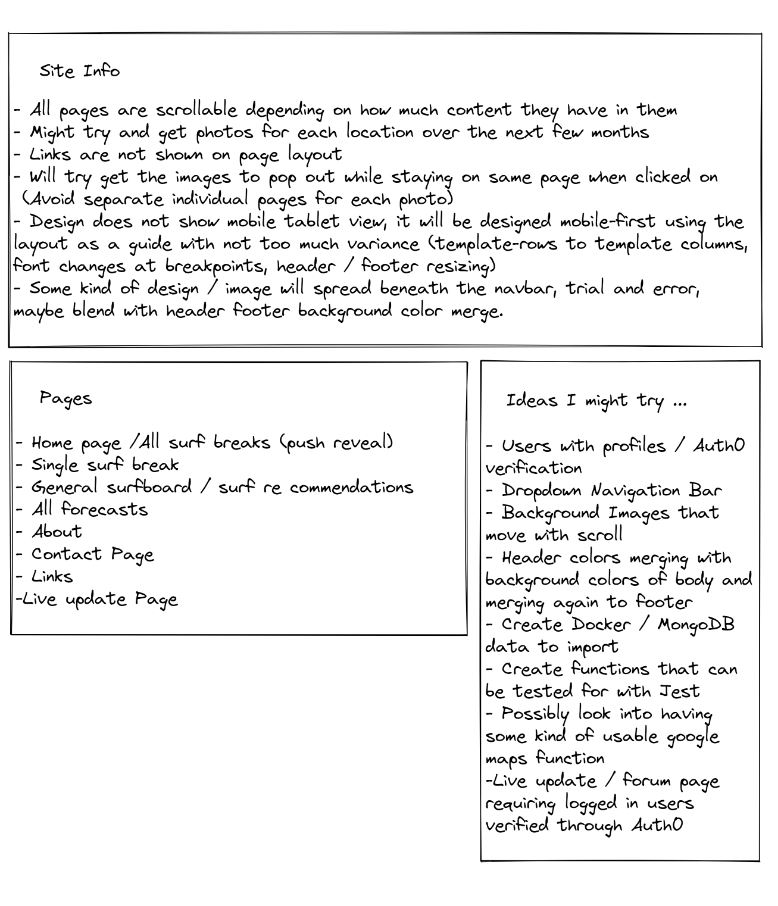 Site Info
- All pages are scrollable depending on how much content they have in them
- Might try and get photos for each location over the next few months
- Links are not shown on page layout
- Will try get the images to pop out while staying on same page when clicked on
(Avoid separate individual pages for each photo)
- Design does not show mobile tablet view, it will be designed mobile-first using the
layout as a guide with not too much variance (template-rows to template columns,
font changes at breakpoints, header / footer resizing)
- Some kind of design / image will spread beneath the navbar, trial and error,
maybe blend with header footer background color merge.
Pages
- Home page /All surf breaks (push reveal)
- Single surf break
- General surfboard / surf re commendations
- All forecasts
- About
- Contact Page
- Links
-Live update Page
Ideas I might try ...
- Users with profiles / Auth0
verification
- Dropdown Navigation Bar
- Background Images that
move with scroll
- Header colors merging with
background colors of body and
merging again to footer
- Create Docker / MongoDB
data to import
- Create functions that can
be tested for with Jest
- Possibly look into having
some kind of usable google
maps function
-Live update / forum page
requiring logged in users
verified through Auth0